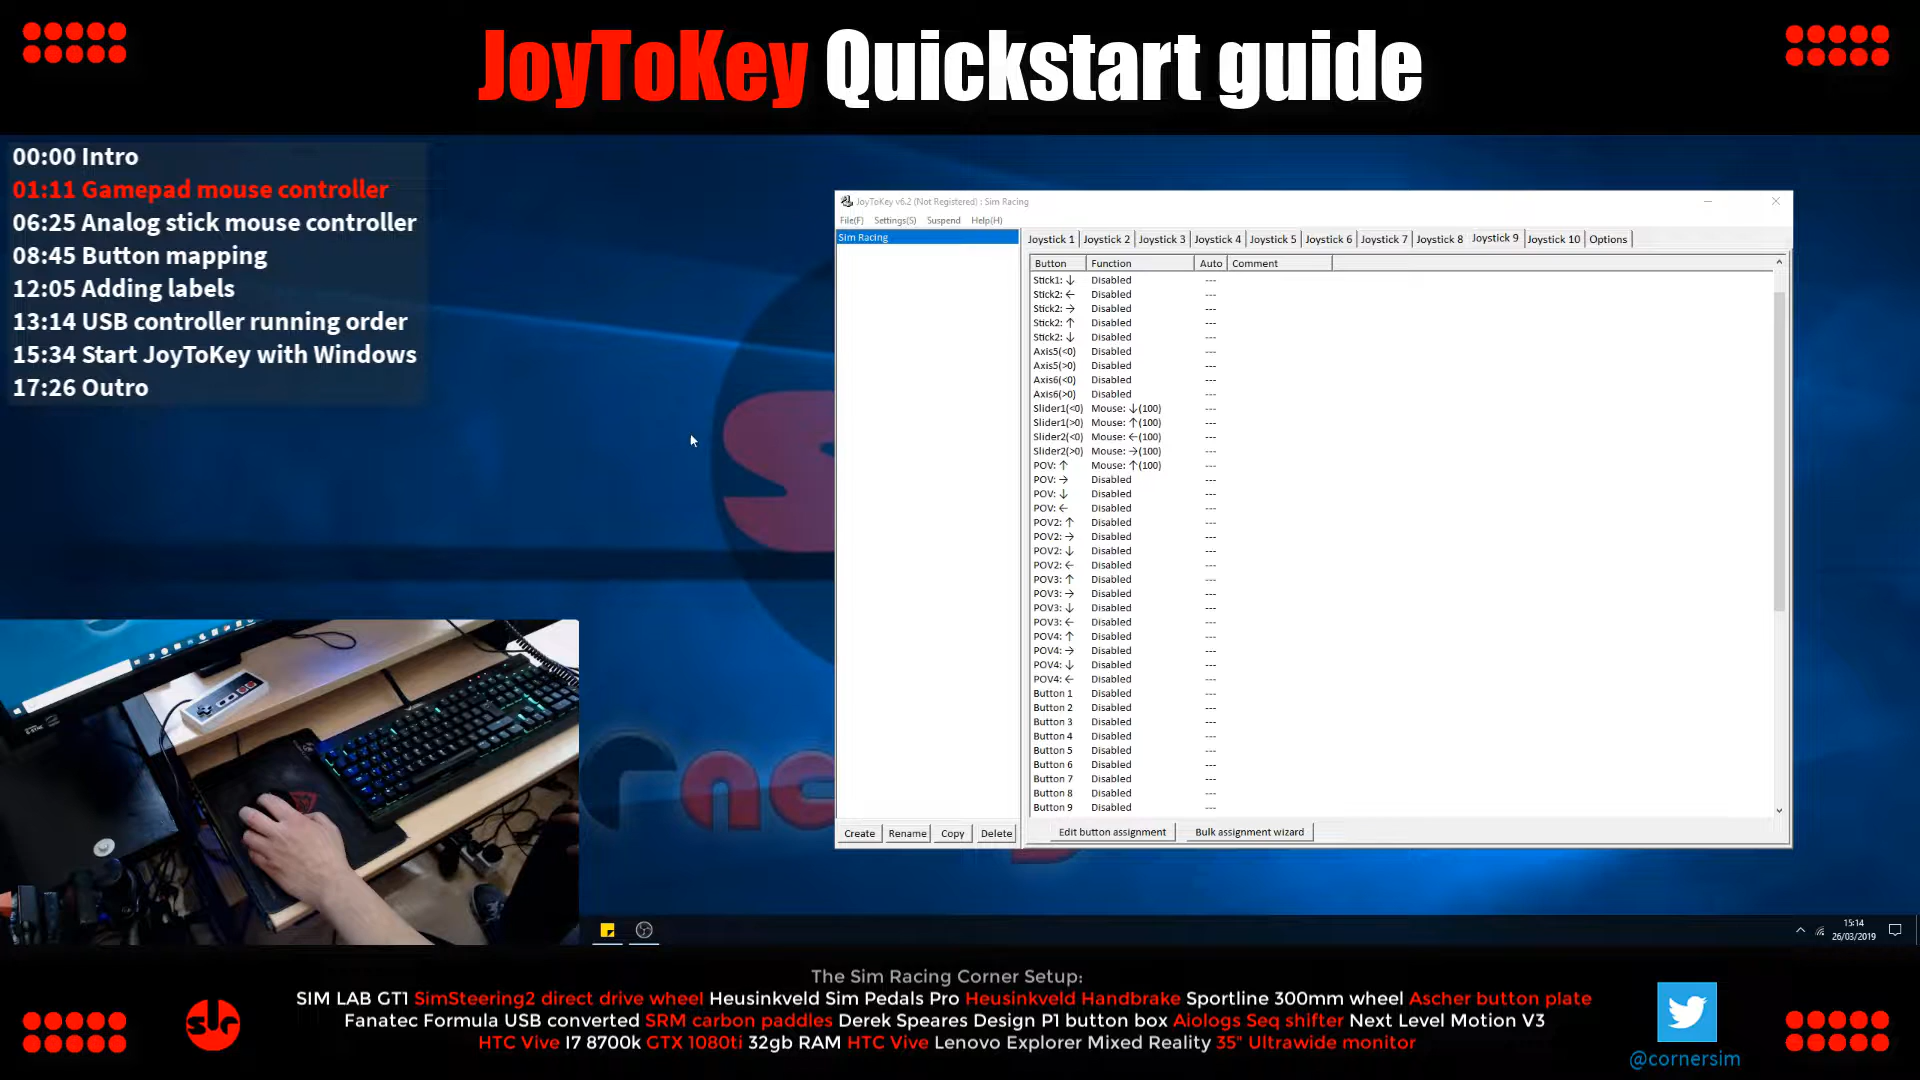 JoyToKey Quickstart guide
00:00 Intro
01:11 Gamepad mouse controller
06:25 Analog stick mouse controller
08:45 Button mapping
12:05 Adding labels
13:14 USB controller running order
15:34 Start JoyToKey with Windows
17:26 Outro
JoyToKey v6.2 (Not Registered) : Sim Racing
File(F) Settings(S) Suspend Help(H)
Sim Racing
Joystick 1 Joystick 2 Joystick 3 Joystick 4 Joystick 5 Joystick 6 Joystick 7 Joystick 8 Joystick 9 Joystick 10 Options
Button Function Auto Comment
Stick1: ↓ Disabled ---
Stick2: ← Disabled ---
Stick2: → Disabled ---
Stick2: ↑ Disabled ---
Stick2: ↓ Disabled ---
Axis5(<0) Disabled ---
Axis5(>0) Disabled ---
Axis6(<0) Disabled ---
Axis6(>0) Disabled ---
Slider1(<0) Mouse: ↓(100) ---
Slider1(>0) Mouse: ↑(100) ---
Slider2(<0) Mouse: ←(100) ---
Slider2(>0) Mouse: →(100) ---
POV: ↑ Mouse: ↑(100) ---
POV: → Disabled ---
POV: ↓ Disabled ---
POV: ← Disabled ---
POV2: ↑ Disabled ---
POV2: → Disabled ---
POV2: ↓ Disabled ---
POV2: ← Disabled ---
POV3: ↑ Disabled ---
POV3: → Disabled ---
POV3: ↓ Disabled ---
POV3: ← Disabled ---
POV4: ↑ Disabled ---
POV4: → Disabled ---
POV4: ↓ Disabled ---
POV4: ← Disabled ---
Button 1 Disabled ---
Button 2 Disabled ---
Button 3 Disabled ---
Button 4 Disabled ---
Button 5 Disabled ---
Button 6 Disabled ---
Button 7 Disabled ---
Button 8 Disabled ---
Button 9 Disabled ---
Create Rename Copy Delete
Edit button assignment Bulk assignment wizard
15:14
26/03/2019
The Sim Racing Corner Setup:
SIM LAB GT1 SimSteering2 direct drive wheel Heusinkveld Sim Pedals Pro Heusinkveld Handbrake Sportline 300mm wheel Ascher button plate
Fanatec Formula USB converted SRM carbon paddles Derek Speares Design P1 button box Aiologs Seq shifter Next Level Motion V3
HTC Vive I7 8700k GTX 1080ti 32gb RAM HTC Vive Lenovo Explorer Mixed Reality 35" Ultrawide monitor
@cornersim